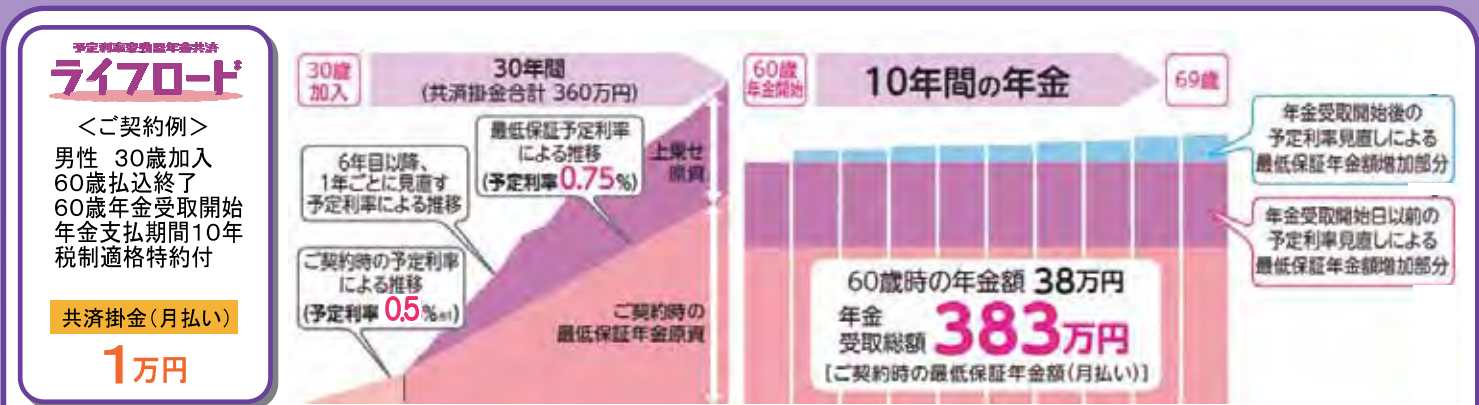 予定利率変動型年金共済
ライフロード
＜ご契約例＞
男性 30歳加入
60歳払込終了
60歳年金受取開始
年金支払期間10年
税制適格特約付
共済掛金（月払い）
1万円
30歳
加入
30年間
（共済掛金合計 360万円）
最低保証予定利率
による推移
（予定利率0.75%）
上乗せ
原資
6年目以降、
1年ごとに見直す
予定利率による推移
ご契約時の予定利率
による推移
（予定利率 0.5%※1）
ご契約時の
最低保証年金原資
60歳
年金開始
10年間の年金
69歳
60歳時の年金額 38万円
年金
受取総額 383万円
［ご契約時の最低保証年金額（月払い）］
年金受取開始後の
予定利率見直しによる
最低保証年金額増加部分
年金受取開始日以前の
予定利率見直しによる
最低保証年金額増加部分